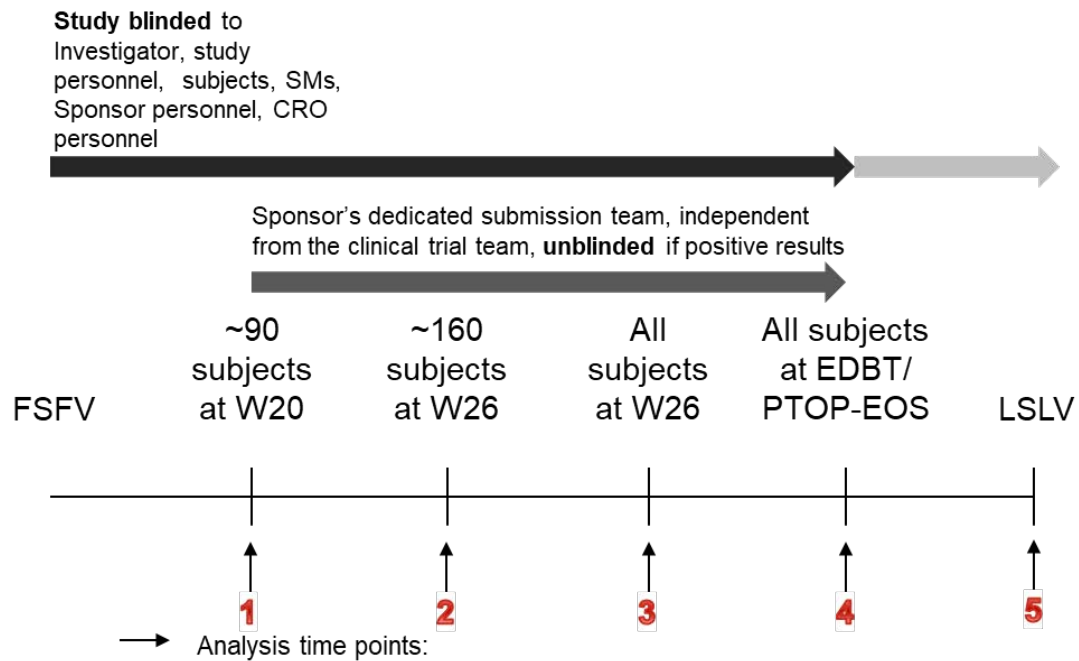 Study blinded to
Investigator, study
personnel, subjects, SMs,
Sponsor personnel, CRO
personnel
Sponsor's dedicated submission team, independent
from the clinical trial team, unblinded if positive results
~90
subjects
at W20
~160
subjects
at W26
All
subjects
at W26
All subjects
at EDBT/
PTOP-EOS
FSFV
LSLV
1
2
3
4
5
Analysis time points: